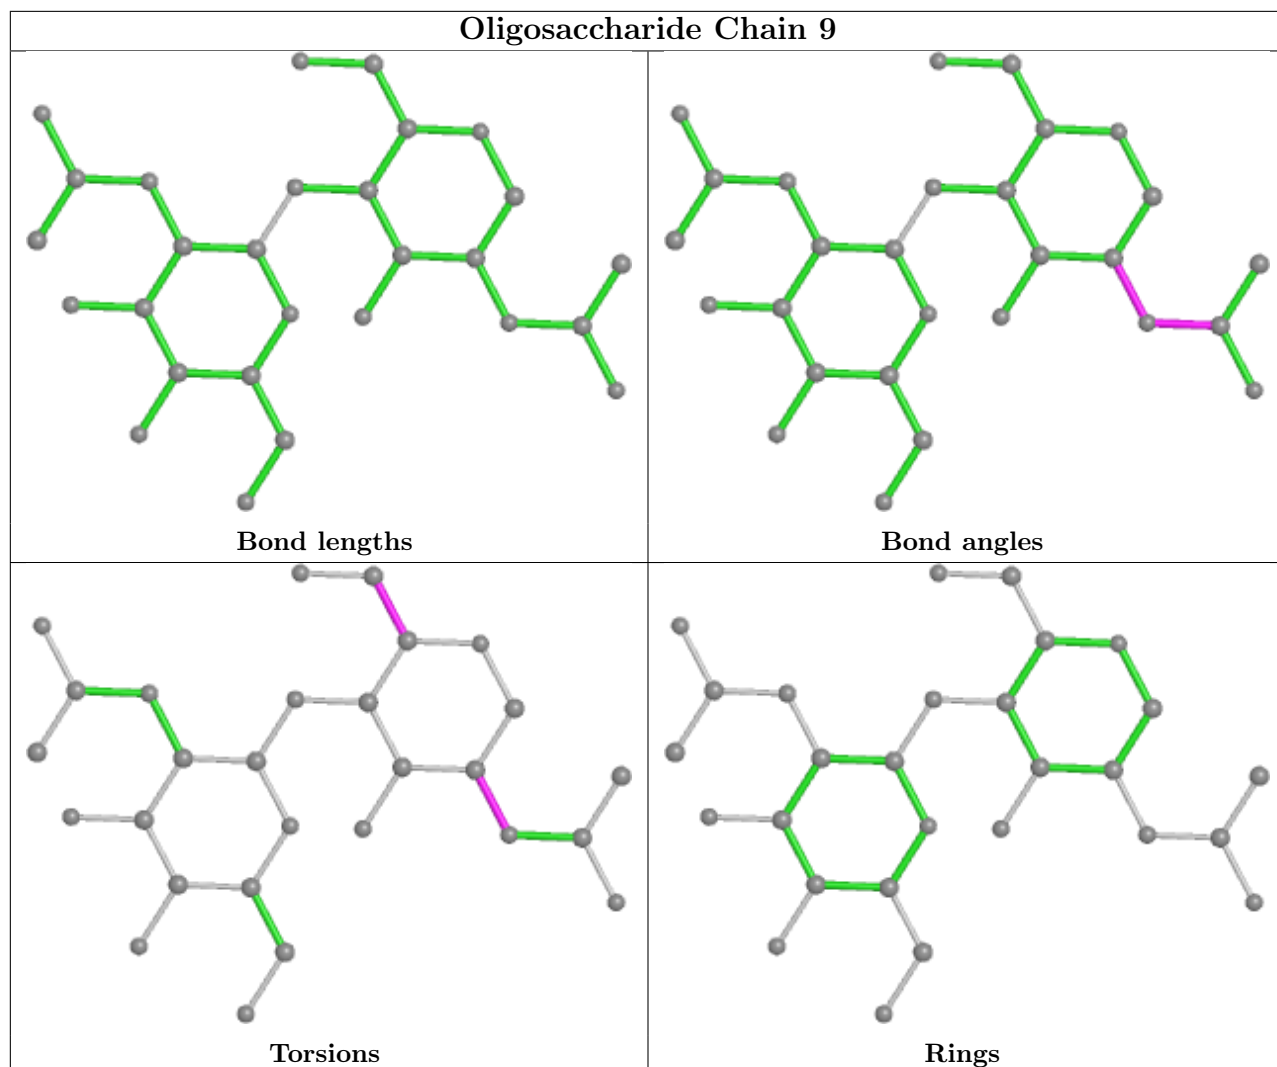 Oligosaccharide Chain 9
Bond lengths
Bond angles
Torsions
Rings